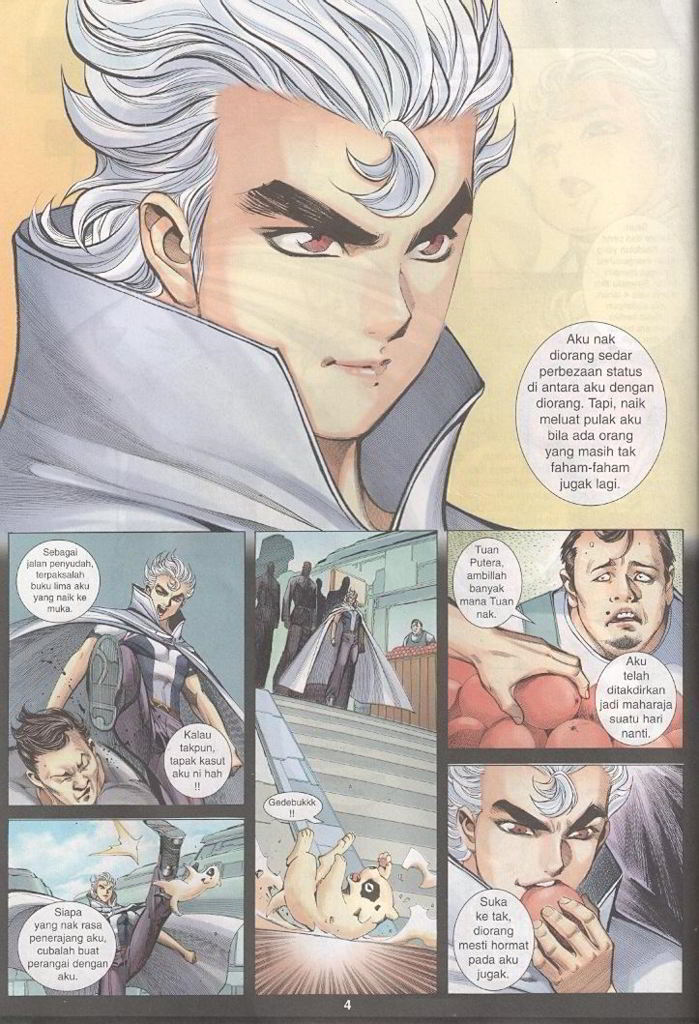 Aku nak
diorang sedar
perbezaan status
di antara aku dengan
diorang. Tapi, naik
meluat pulak aku
bila ada orang
yang masih tak
faham-faham
jugak lagi.
Sebagai
jalan penyudah,
terpaksalah
buku lima aku
yang naik ke
muka.
Kalau
takpun,
tapak kasut
aku ni hah
!!
Siapa
yang nak rasa
penerajang aku,
cubalah buat
perangai dengan
aku.
Gedebukkk
!!
Tuan
Putera,
ambillah
banyak
mana Tuan
nak.
Aku
telah
ditakdirkan
jadi maharaja
suatu hari
nanti.
Suka
ke tak,
diorang
mesti hormat
pada aku
jugak.
4